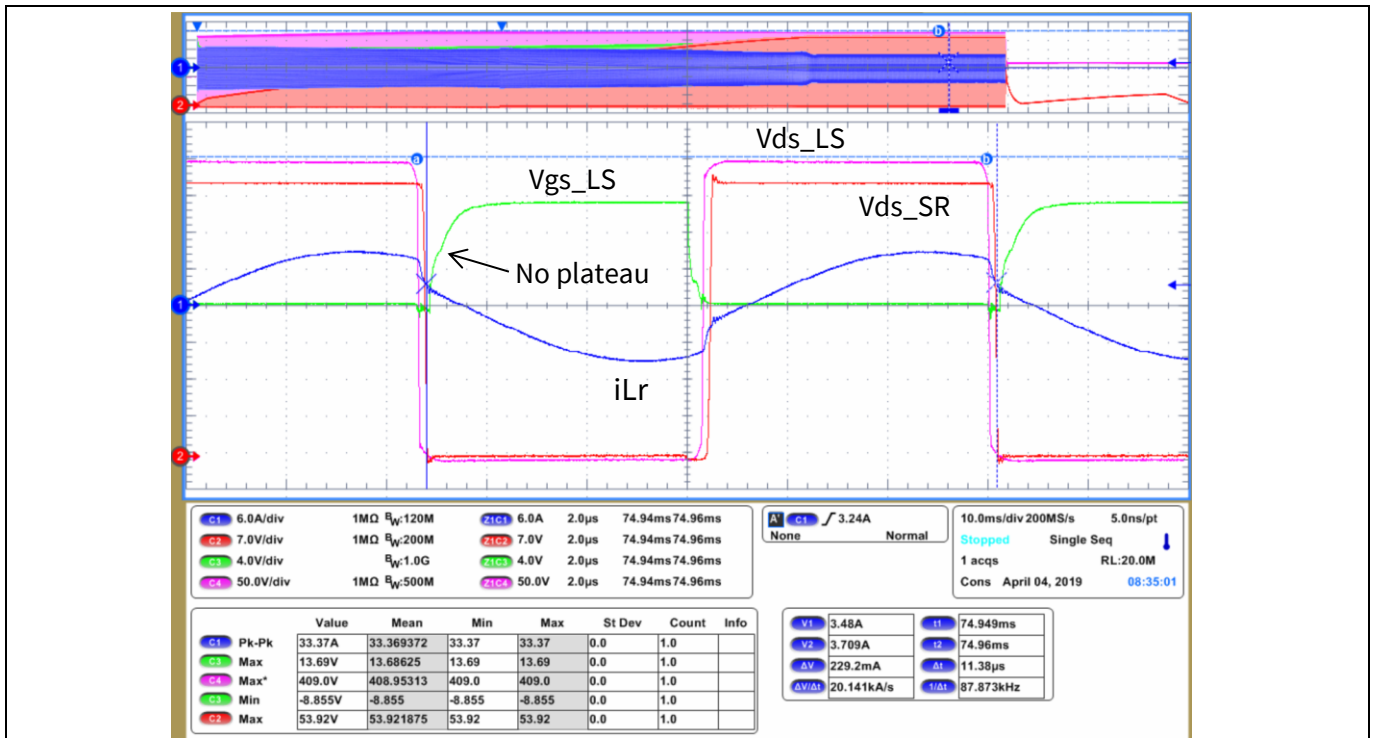 b
1
2
Vds_LS
a
b
Vgs_LS
Vds_SR
No plateau
1
iLr
2
C1 6.0A/div 1MΩ BW:120M Z1C1 6.0A 2.0µs 74.94ms 74.96ms
C2 7.0V/div 1MΩ BW:200M Z1C2 7.0V 2.0µs 74.94ms 74.96ms
C3 4.0V/div BW:1.0G Z1C3 4.0V 2.0µs 74.94ms 74.96ms
C4 50.0V/div 1MΩ BW:500M Z1C4 50.0V 2.0µs 74.94ms 74.96ms
A' C1 3.24A
None Normal
10.0ms/div 200MS/s 5.0ns/pt
Stopped Single Seq
1 acqs RL:20.0M
Cons April 04, 2019 08:35:01
Value Mean Min Max St Dev Count Info
C1 Pk-Pk 33.37A 33.369372 33.37 33.37 0.0 1.0
C3 Max 13.69V 13.68625 13.69 13.69 0.0 1.0
C4 Max* 409.0V 408.95313 409.0 409.0 0.0 1.0
C3 Min -8.855V -8.855 -8.855 -8.855 0.0 1.0
C2 Max 53.92V 53.921875 53.92 53.92 0.0 1.0
V1 3.48A t1 74.949ms
V2 3.709A t2 74.96ms
ΔV 229.2mA Δt 11.38µs
ΔV/Δt 20.141kA/s 1/Δt 87.873kHz